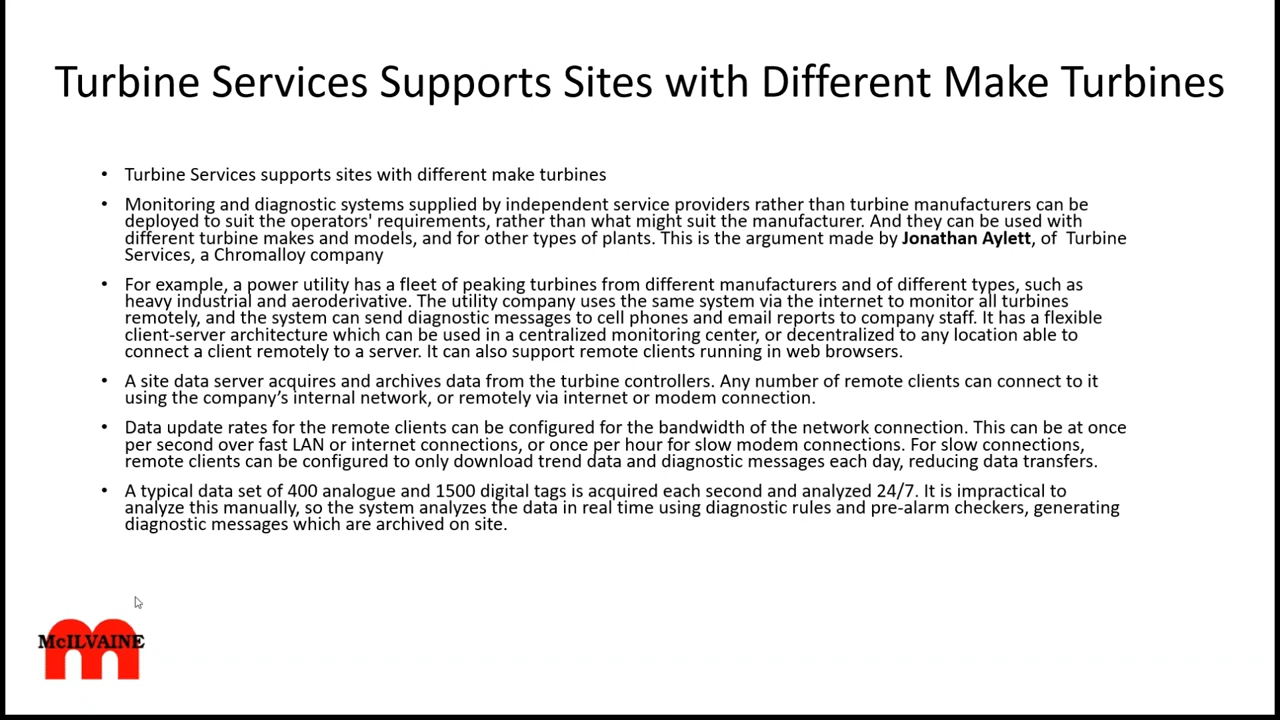 Turbine Services Supports Sites with Different Make Turbines
• Turbine Services supports sites with different make turbines
• Monitoring and diagnostic systems supplied by independent service providers rather than turbine manufacturers can be
deployed to suit the operators' requirements, rather than what might suit the manufacturer. And they can be used with
different turbine makes and models, and for other types of plants. This is the argument made by Jonathan Aylett, of Turbine
Services, a Chromalloy company
• For example, a power utility has a fleet of peaking turbines from different manufacturers and of different types, such as
heavy industrial and aeroderivative. The utility company uses the same system via the internet to monitor all turbines
remotely, and the system can send diagnostic messages to cell phones and email reports to company staff. It has a flexible
client-server architecture which can be used in a centralized monitoring center, or decentralized to any location able to
connect a client remotely to a server. It can also support remote clients running in web browsers.
• A site data server acquires and archives data from the turbine controllers. Any number of remote clients can connect to it
using the company’s internal network, or remotely via internet or modem connection.
• Data update rates for the remote clients can be configured for the bandwidth of the network connection. This can be at once
per second over fast LAN or internet connections, or once per hour for slow modem connections. For slow connections,
remote clients can be configured to only download trend data and diagnostic messages each day, reducing data transfers.
• A typical data set of 400 analogue and 1500 digital tags is acquired each second and analyzed 24/7. It is impractical to
analyze this manually, so the system analyzes the data in real time using diagnostic rules and pre-alarm checkers, generating
diagnostic messages which are archived on site.
McILVAINE